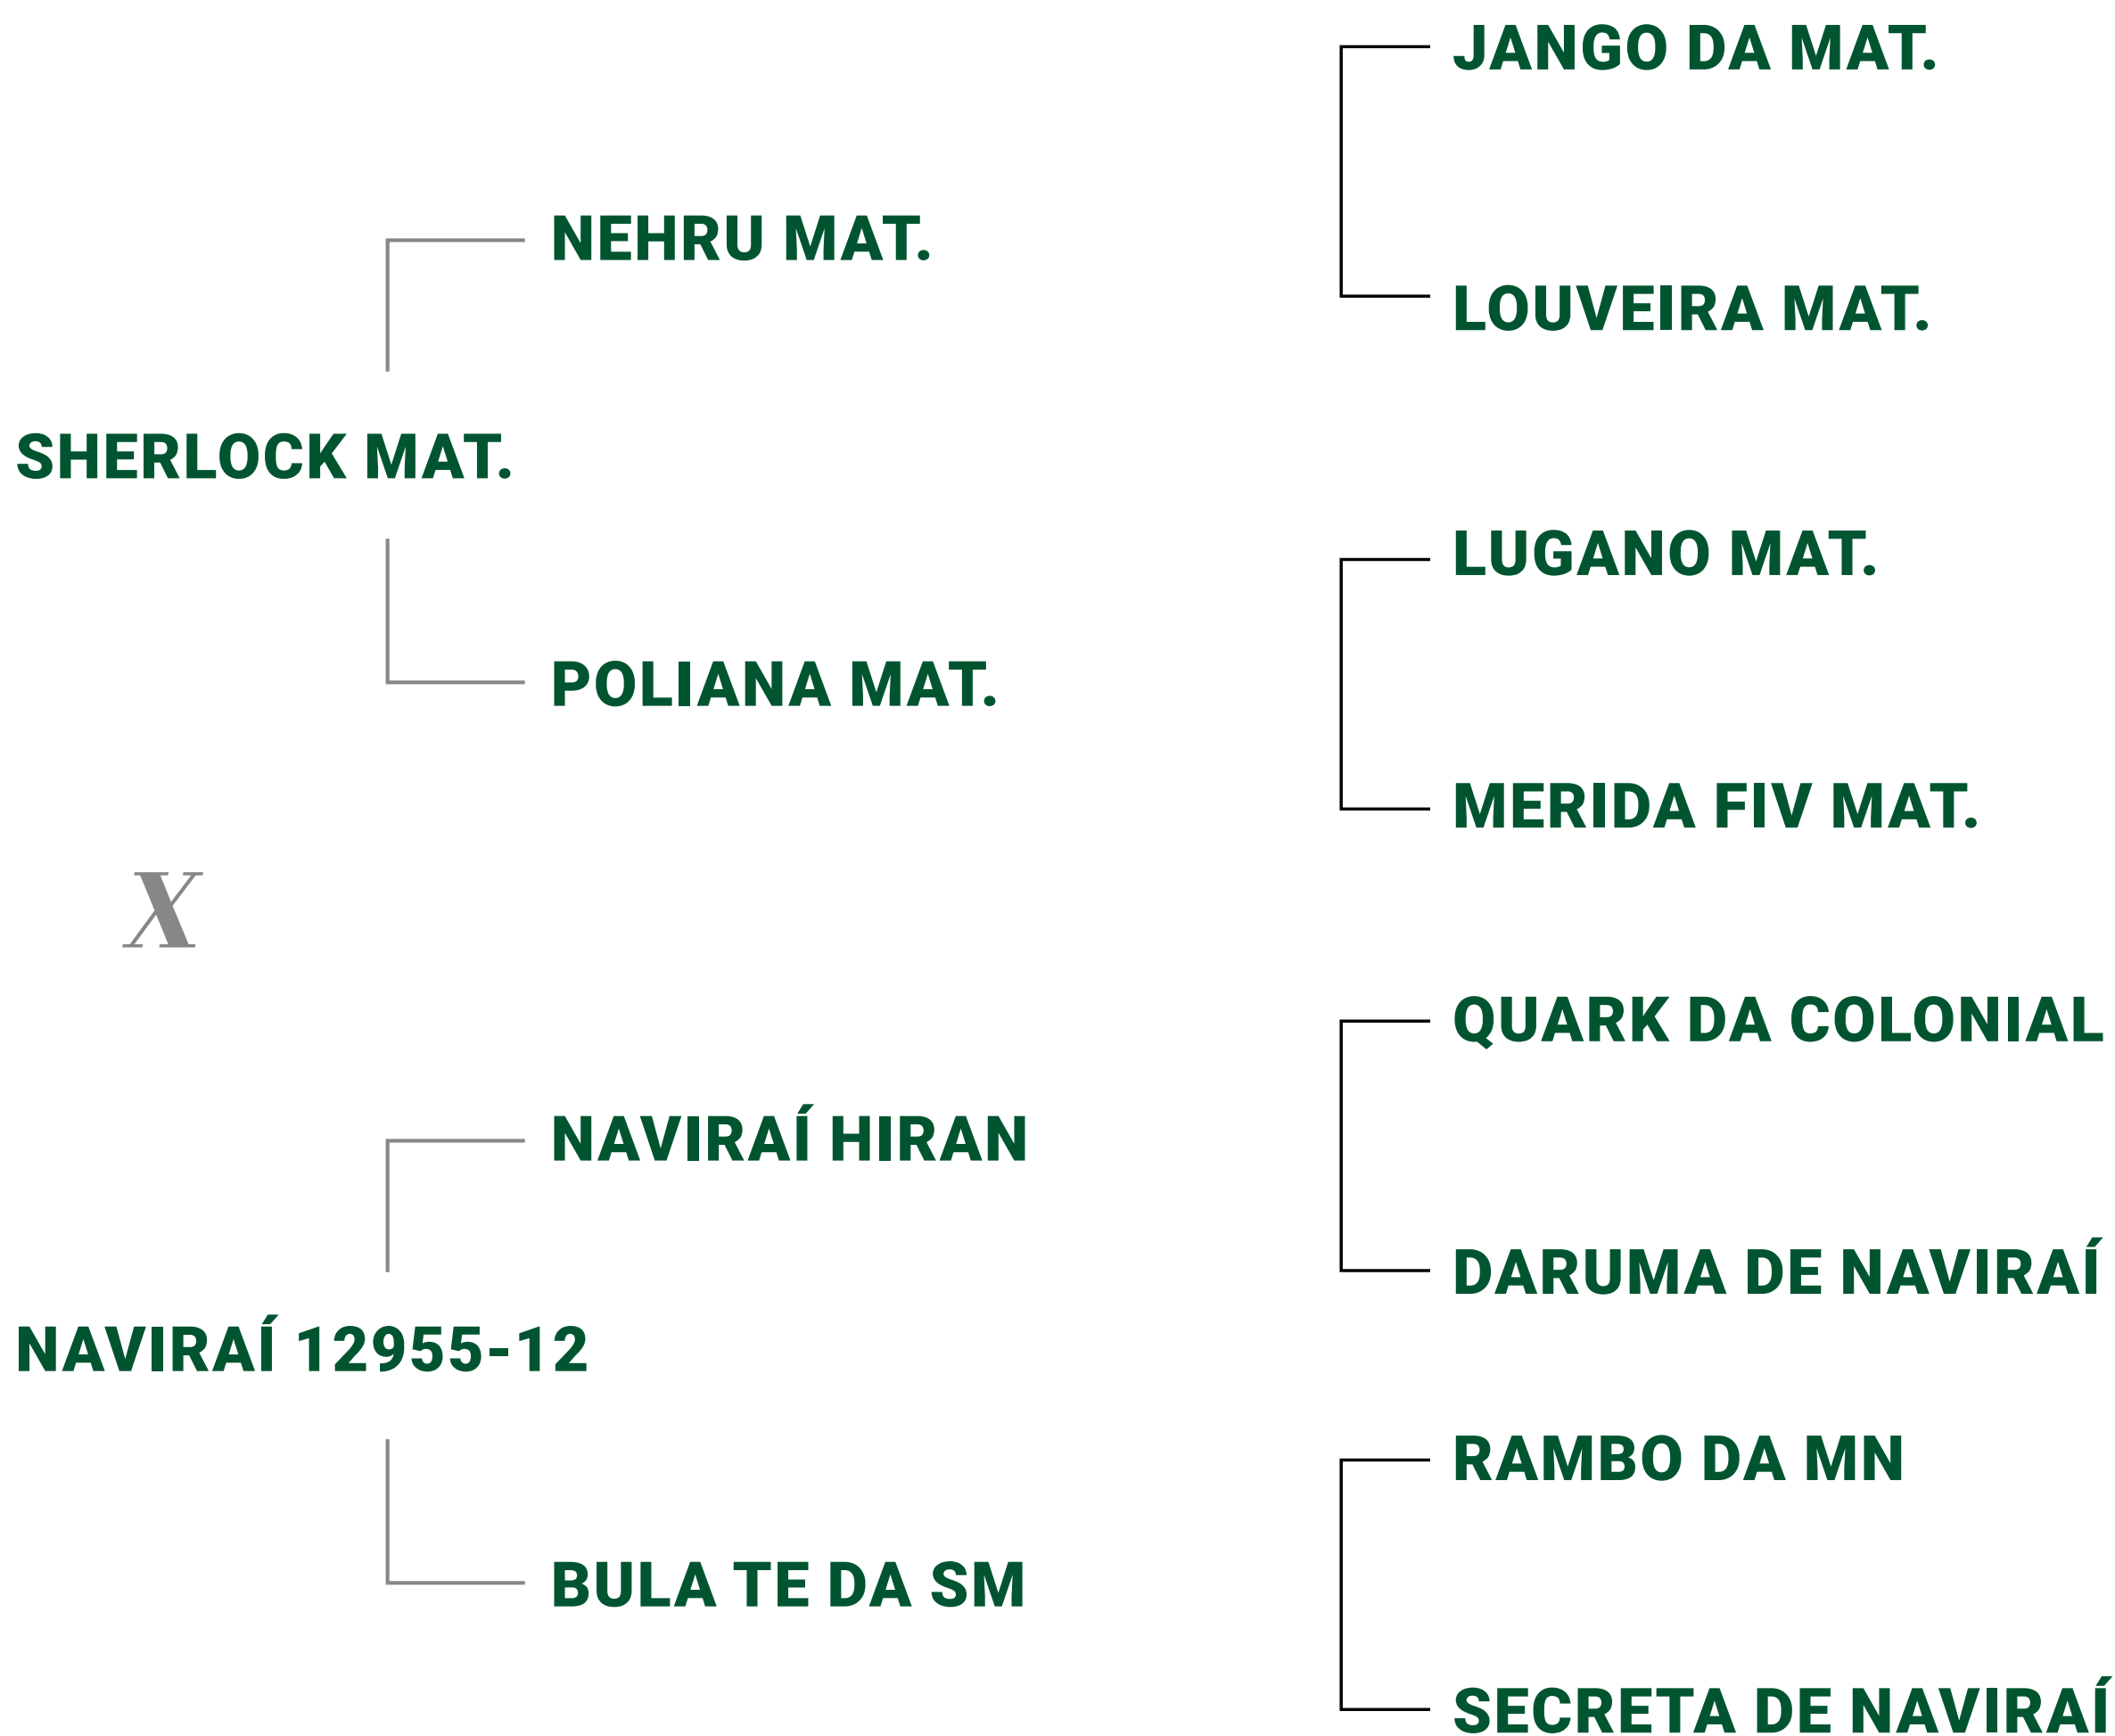 JANGO DA MAT.
NEHRU MAT.
LOUVEIRA MAT.
SHERLOCK MAT.
LUGANO MAT.
POLIANA MAT.
MERIDA FIV MAT.
X
QUARK DA COLONIAL
NAVIRAÍ HIRAN
DARUMA DE NAVIRAÍ
NAVIRAÍ 12955-12
RAMBO DA MN
BULA TE DA SM
SECRETA DE NAVIRAÍ